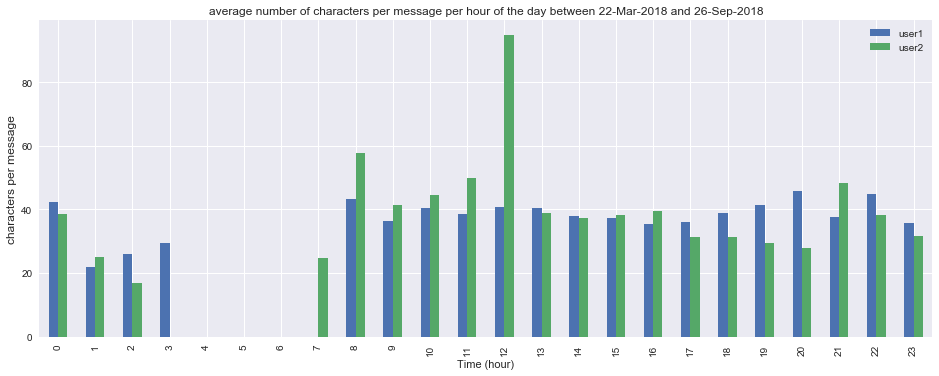 average number of characters per message per hour of the day between 22-Mar-2018 and 26-Sep-2018
user1
user2
characters per message
80
60
40
20
0
0 1 2 3 4 5 6 7 8 9 10 11 12 13 14 15 16 17 18 19 20 21 22 23
Time (hour)